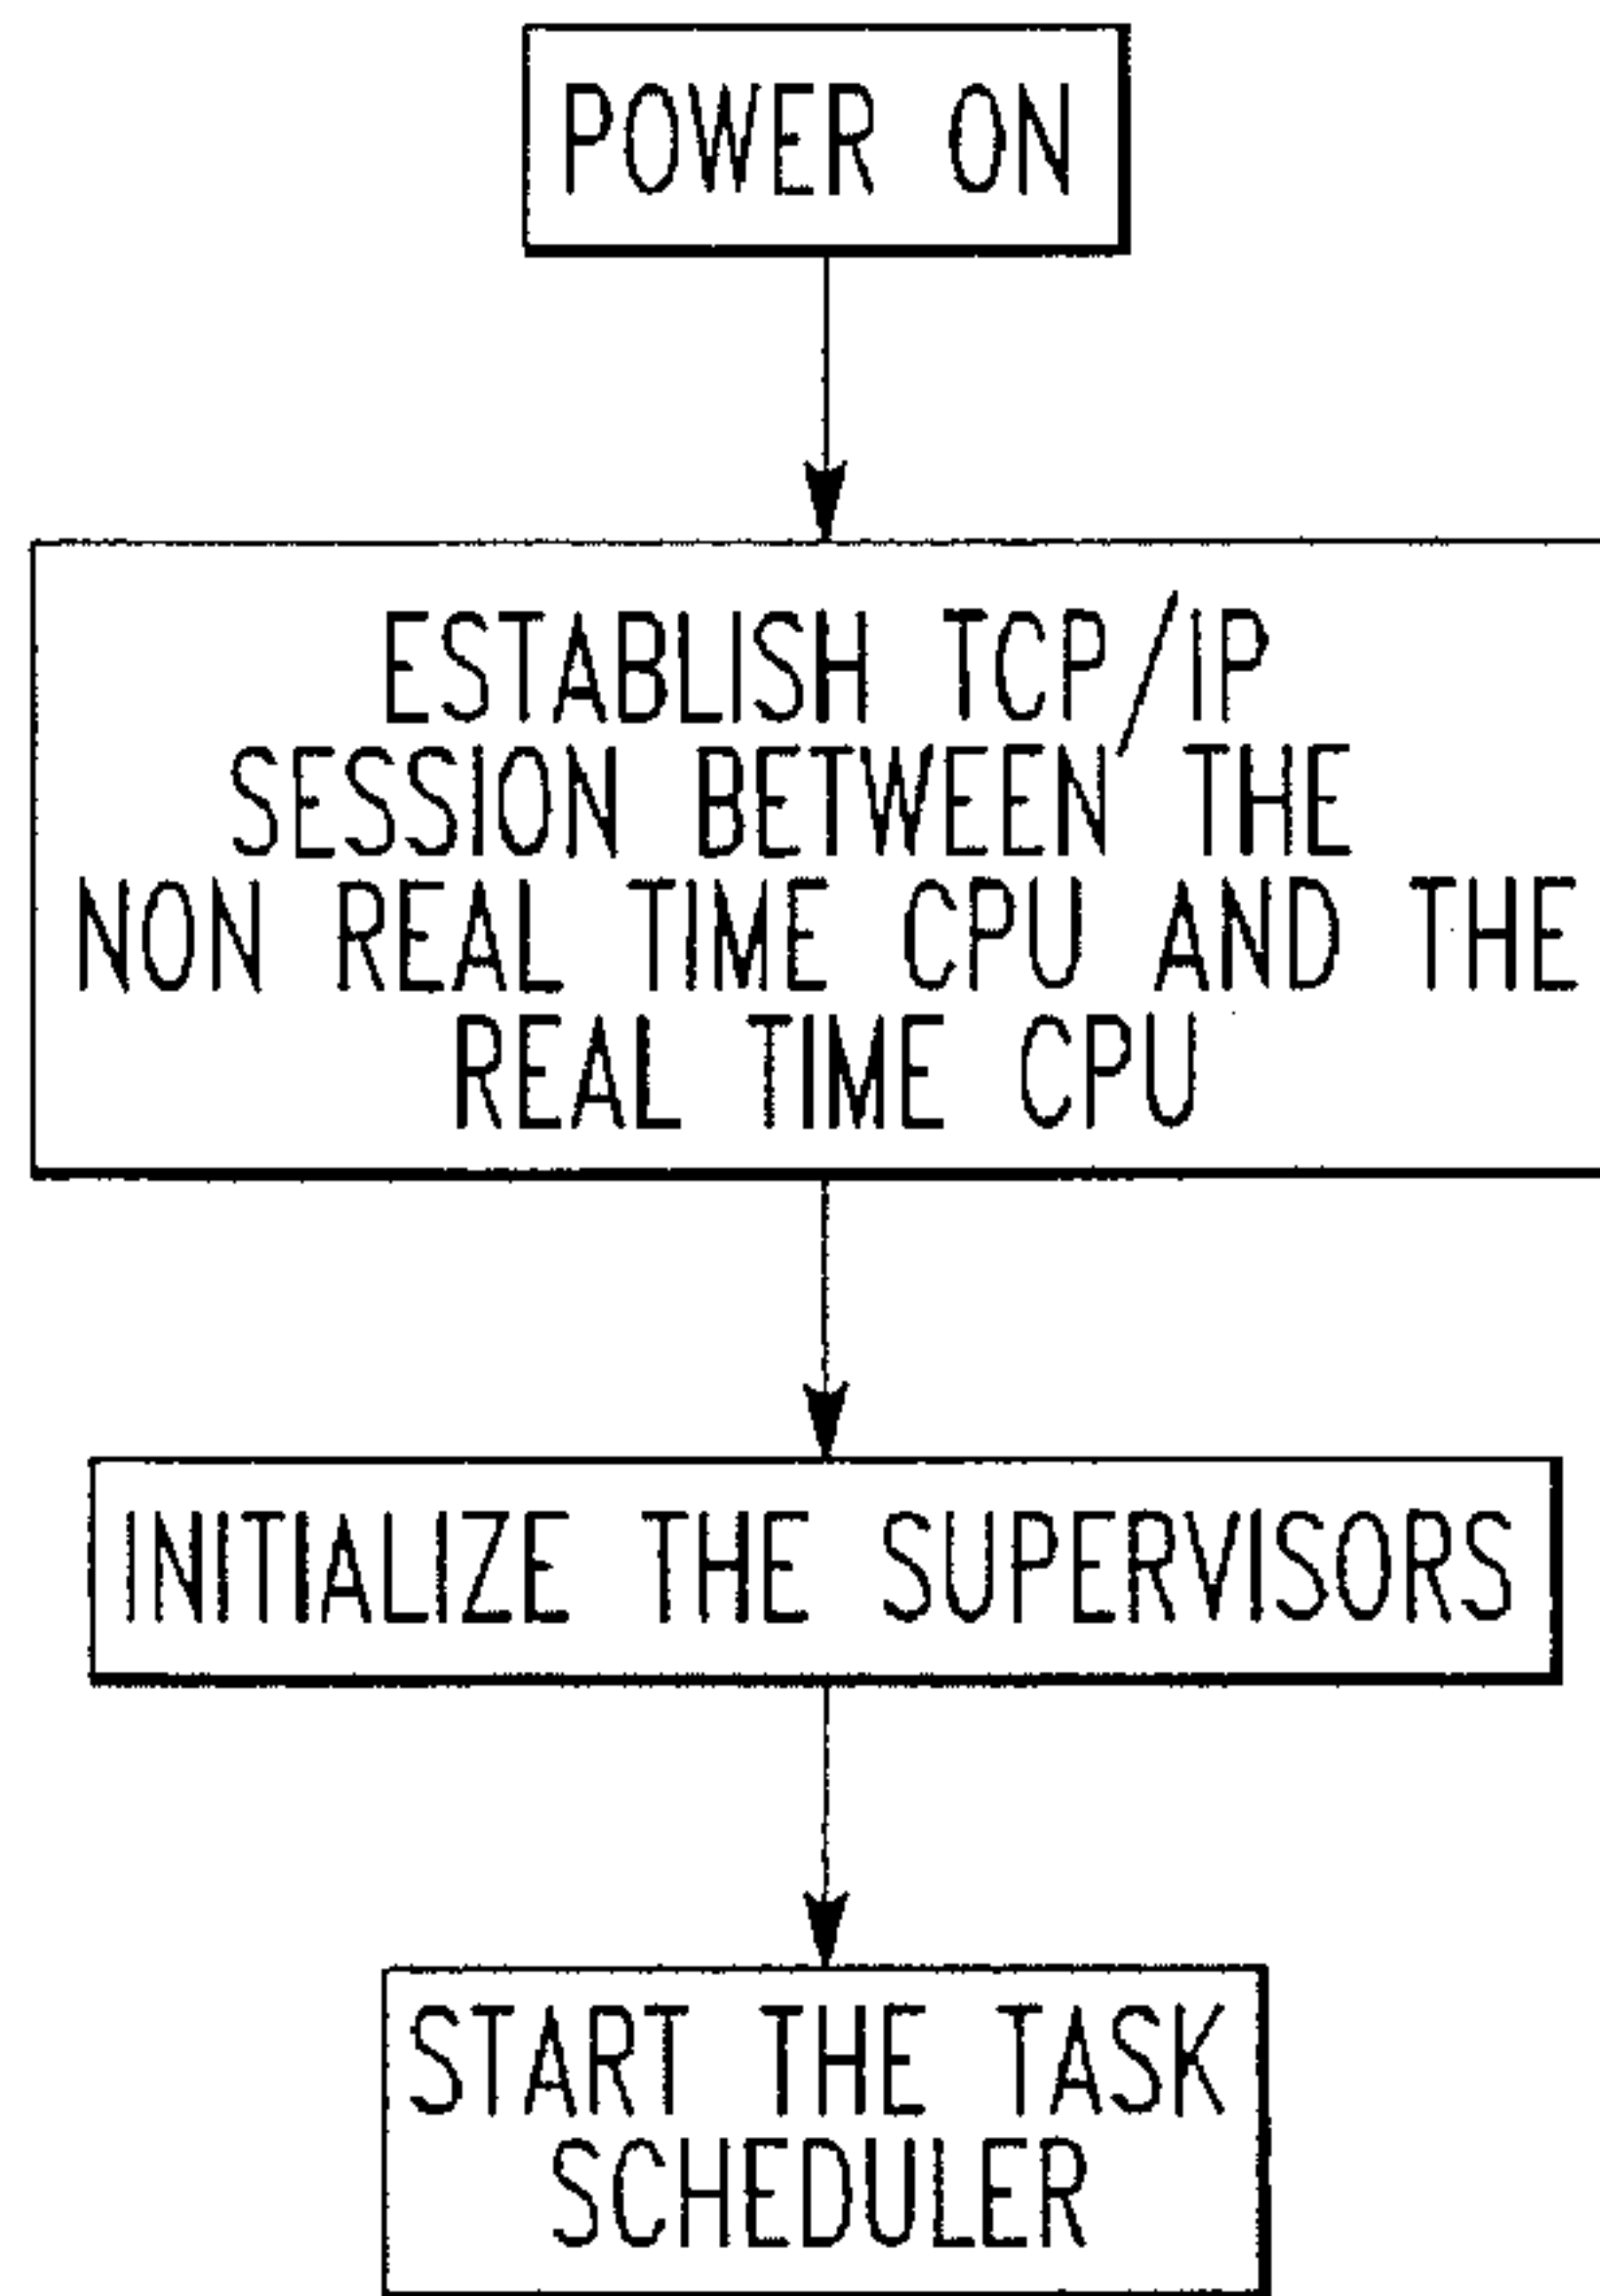 POWER ON
ESTABLISH TCP/IP
SESSION BETWEEN THE
NON REAL TIME CPU AND THE
REAL TIME CPU
INITIALIZE THE SUPERVISORS
START THE TASK
SCHEDULER